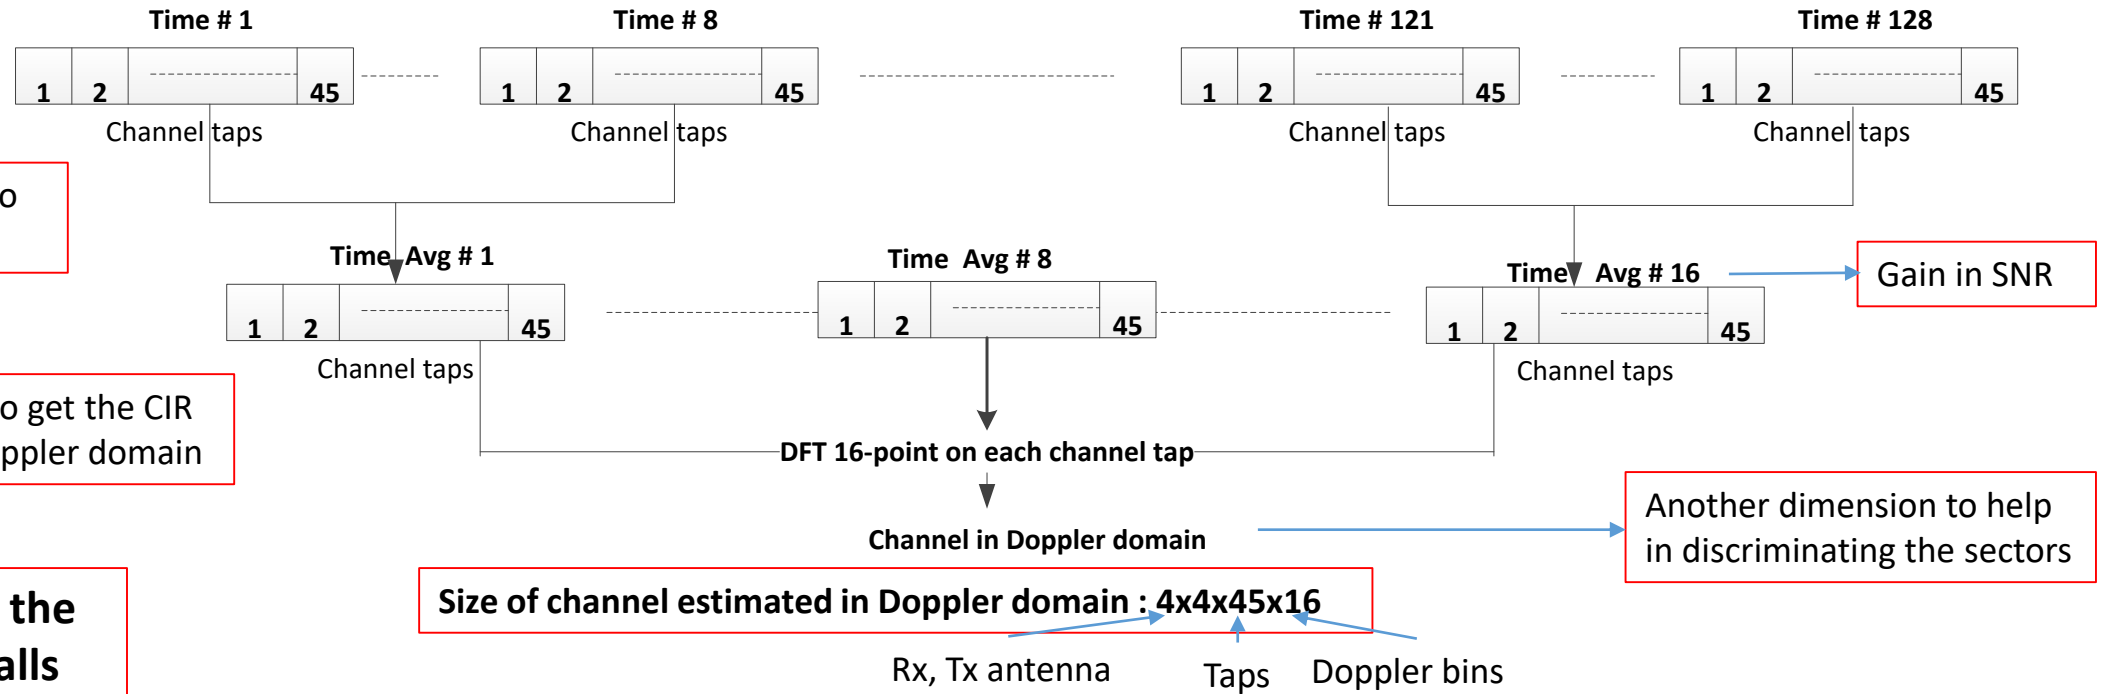 Time # 1
Time # 8
Time # 121
Time # 128
1 2 45
1 2 45
1 2 45
1 2 45
Channel taps
Channel taps
Channel taps
Channel taps
o
Time Avg # 1
Time Avg # 8
Time Avg # 16
Gain in SNR
1 2 45
1 2 45
1 2 45
Channel taps
Channel taps
o get the CIR
ppler domain
DFT 16-point on each channel tap
Channel in Doppler domain
Another dimension to help
in discriminating the sectors
the
alls
Size of channel estimated in Doppler domain : 4x4x45x16
Rx, Tx antenna
Taps
Doppler bins